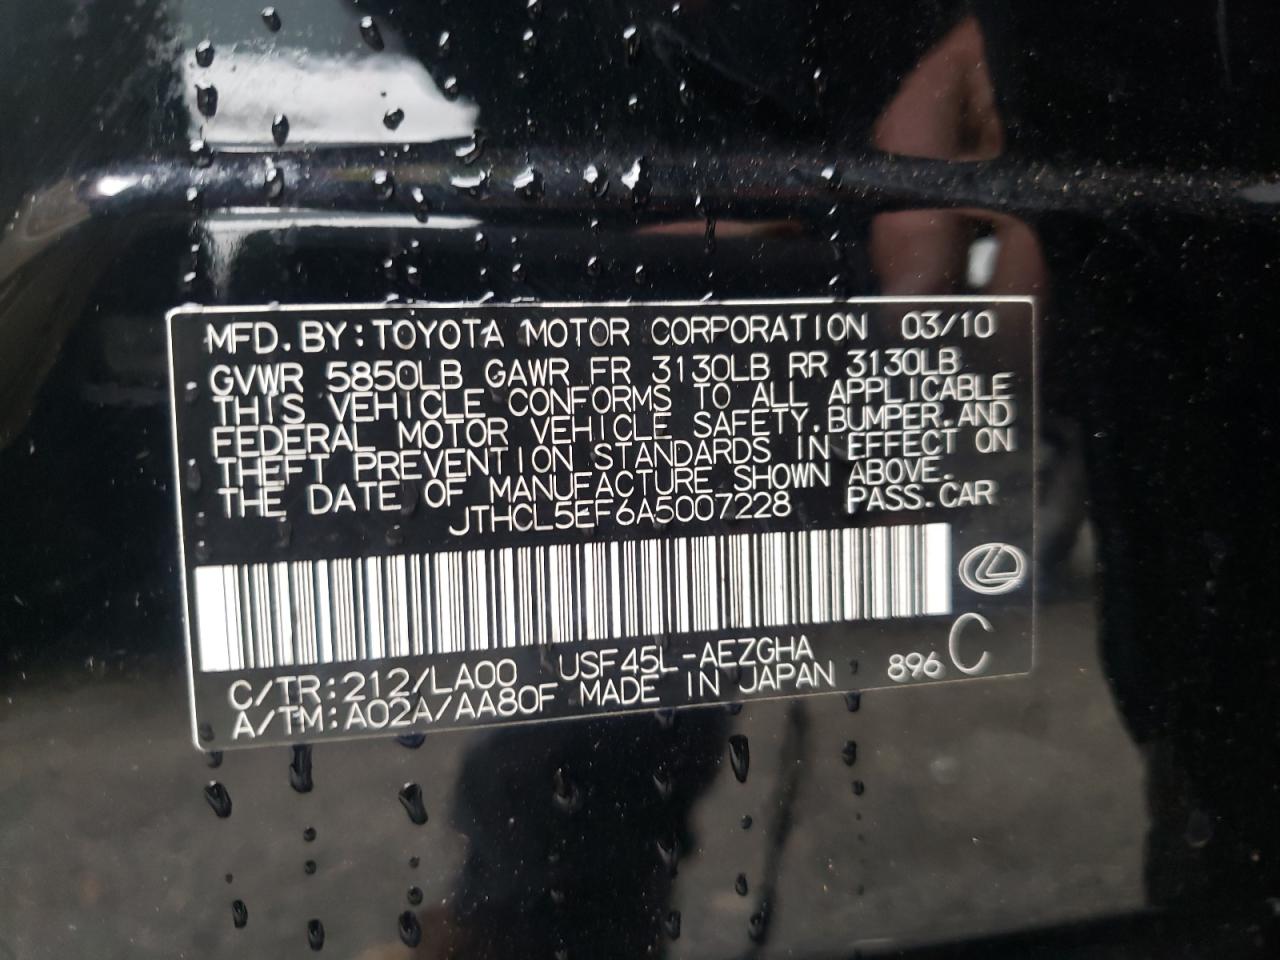 MFD. BY: TOYOTA MOTOR CORPORATION 03/10
GVWR 5850LB GAWR FR 3130LB RR 3130LB
THIS VEHICLE CONFORMS TO ALL APPLICABLE
FEDERAL MOTOR VEHICLE SAFETY, BUMPER, AND
THEFT PREVENTION STANDARDS IN EFFECT ON
THE DATE OF MANUFACTURE SHOWN ABOVE.
JTHCL5EF6A5007228 PASS. CAR
C/TR: 212/LA00 USF45L-AEZGHA
A/TM: A02A/AA80F MADE IN JAPAN 896 C